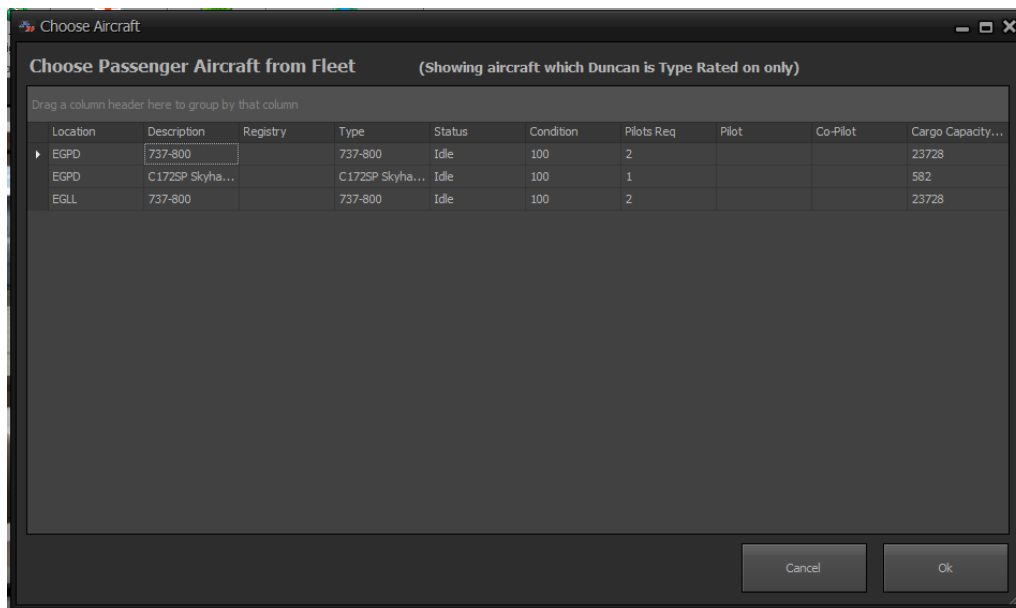 Choose Aircraft
Choose Passenger Aircraft from Fleet (Showing aircraft which Duncan is Type Rated on only)
Drag a column header here to group by that column
Location Description Registry Type Status Condition Pilots Req Pilot Co-Pilot Cargo Capacity...
EGPD 737-800 737-800 Idle 100 2 23728
EGPD C172SP Skyha... C172SP Skyha... Idle 100 1 582
EGLL 737-800 737-800 Idle 100 2 23728
Cancel Ok